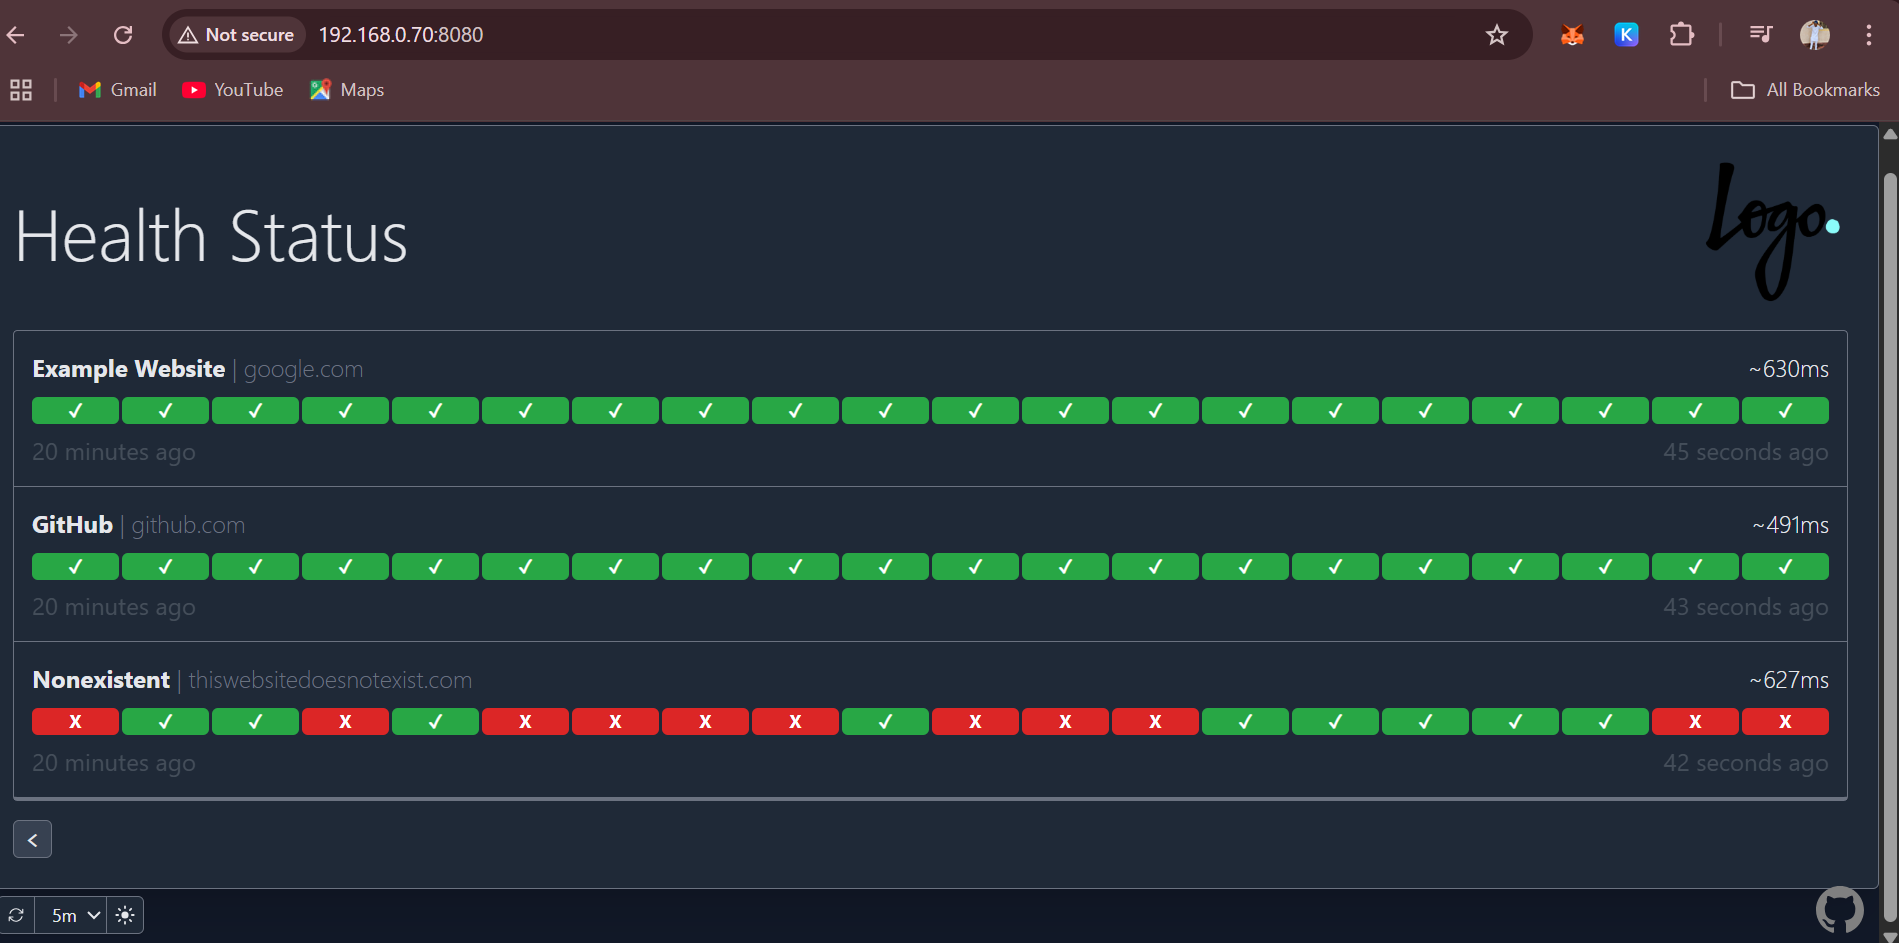 Not secure 192.168.0.70:8080 K
Gmail YouTube Maps All Bookmarks
Logo.
Health Status
Example Website | google.com ~630ms
✓ ✓ ✓ ✓ ✓ ✓ ✓ ✓ ✓ ✓ ✓ ✓ ✓ ✓ ✓ ✓ ✓ ✓ ✓ ✓
20 minutes ago 45 seconds ago
GitHub | github.com ~491ms
✓ ✓ ✓ ✓ ✓ ✓ ✓ ✓ ✓ ✓ ✓ ✓ ✓ ✓ ✓ ✓ ✓ ✓ ✓ ✓
20 minutes ago 43 seconds ago
Nonexistent | thiswebsitedoesnotexist.com ~627ms
X ✓ ✓ X ✓ X X X X ✓ X X X ✓ ✓ ✓ ✓ ✓ X X
20 minutes ago 42 seconds ago
<
5m